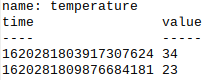 name: temperature
time                value
----                -----
1620281803917307624 34
1620281809876684181 23